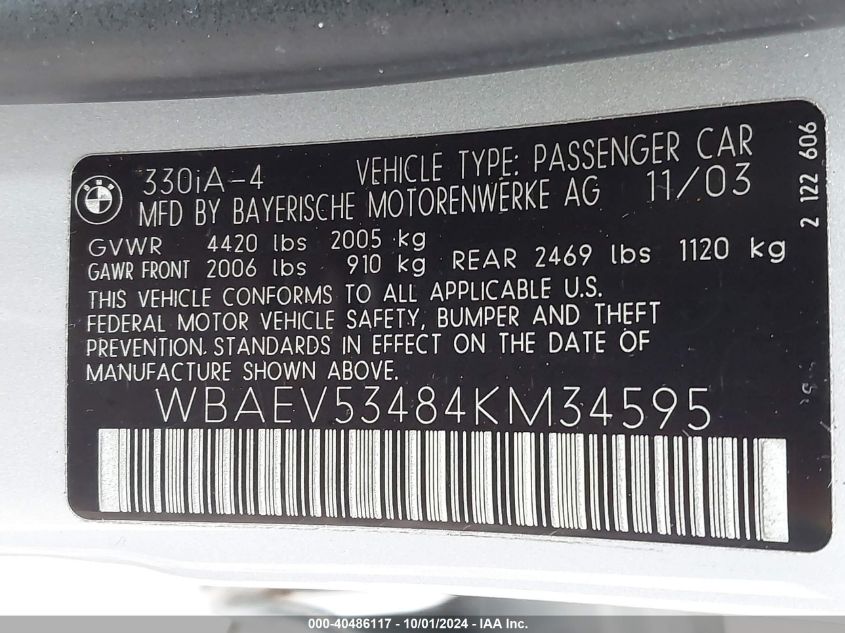 330iA-4 VEHICLE TYPE: PASSENGER CAR
MFD BY BAYERISCHE MOTORENWERKE AG 11/03
GVWR 4420 lbs 2005 kg
GAWR FRONT 2006 lbs 910 kg REAR 2469 lbs 1120 kg
THIS VEHICLE CONFORMS TO ALL APPLICABLE U.S.
FEDERAL MOTOR VEHICLE SAFETY, BUMPER AND THEFT
PREVENTION STANDARDS IN EFFECT ON THE DATE OF
MANUFACTURE SHOWN ABOVE.
WBAEV53484KM34595
2 122 606
000-40486117 - 10/01/2024 - IAA Inc.